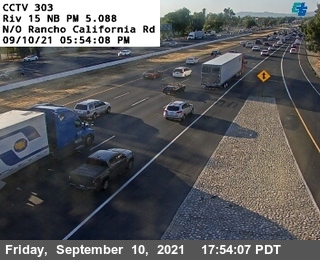 CCTV 303
Riv 15 NB PM 5.088
N/O Rancho California Rd
09/10/21 05:54:08 PM
Friday, September 10, 2021 17:54:07 PDT